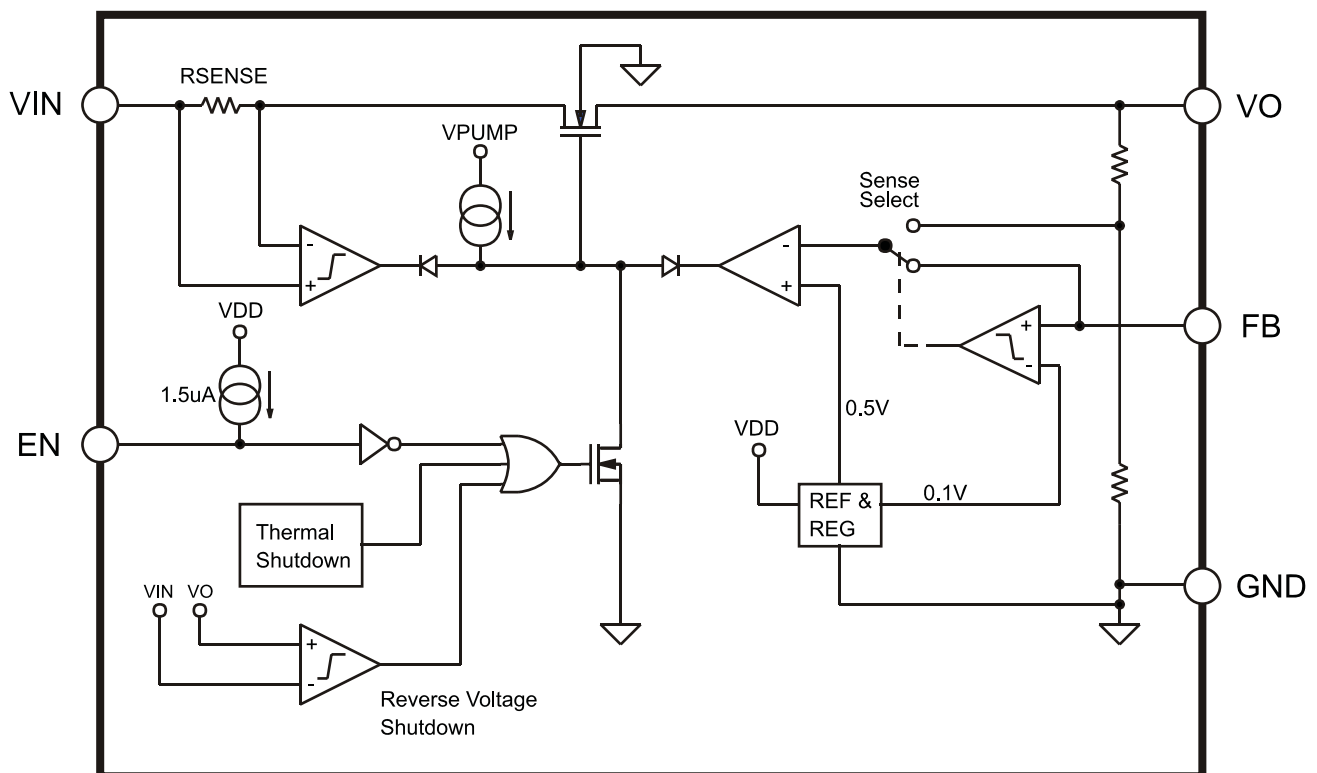 RSENSE
VIN
VO
VPUMP
Sense
Select
-
+
-
+
VDD
+
-
FB
1.5uA
0.5V
EN
VDD
0.1V
REF &
REG
Thermal
Shutdown
VIN
VO
GND
+
-
Reverse Voltage
Shutdown